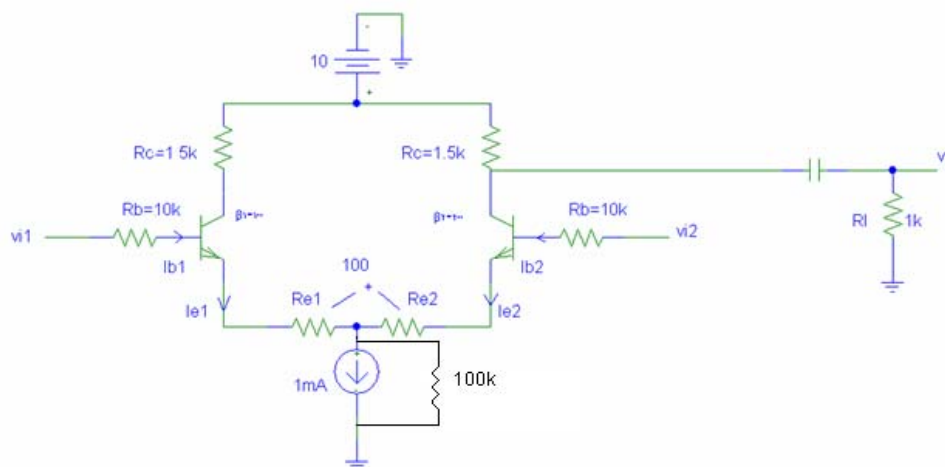 -
10
+
Rc=1 5k
Rc=1.5k
Rb=10k
Rb=10k
vi1
vi2
Ib1
Ib2
v
Rl
1k
100
Re1
Re2
Ie1
Ie2
1mA
100k